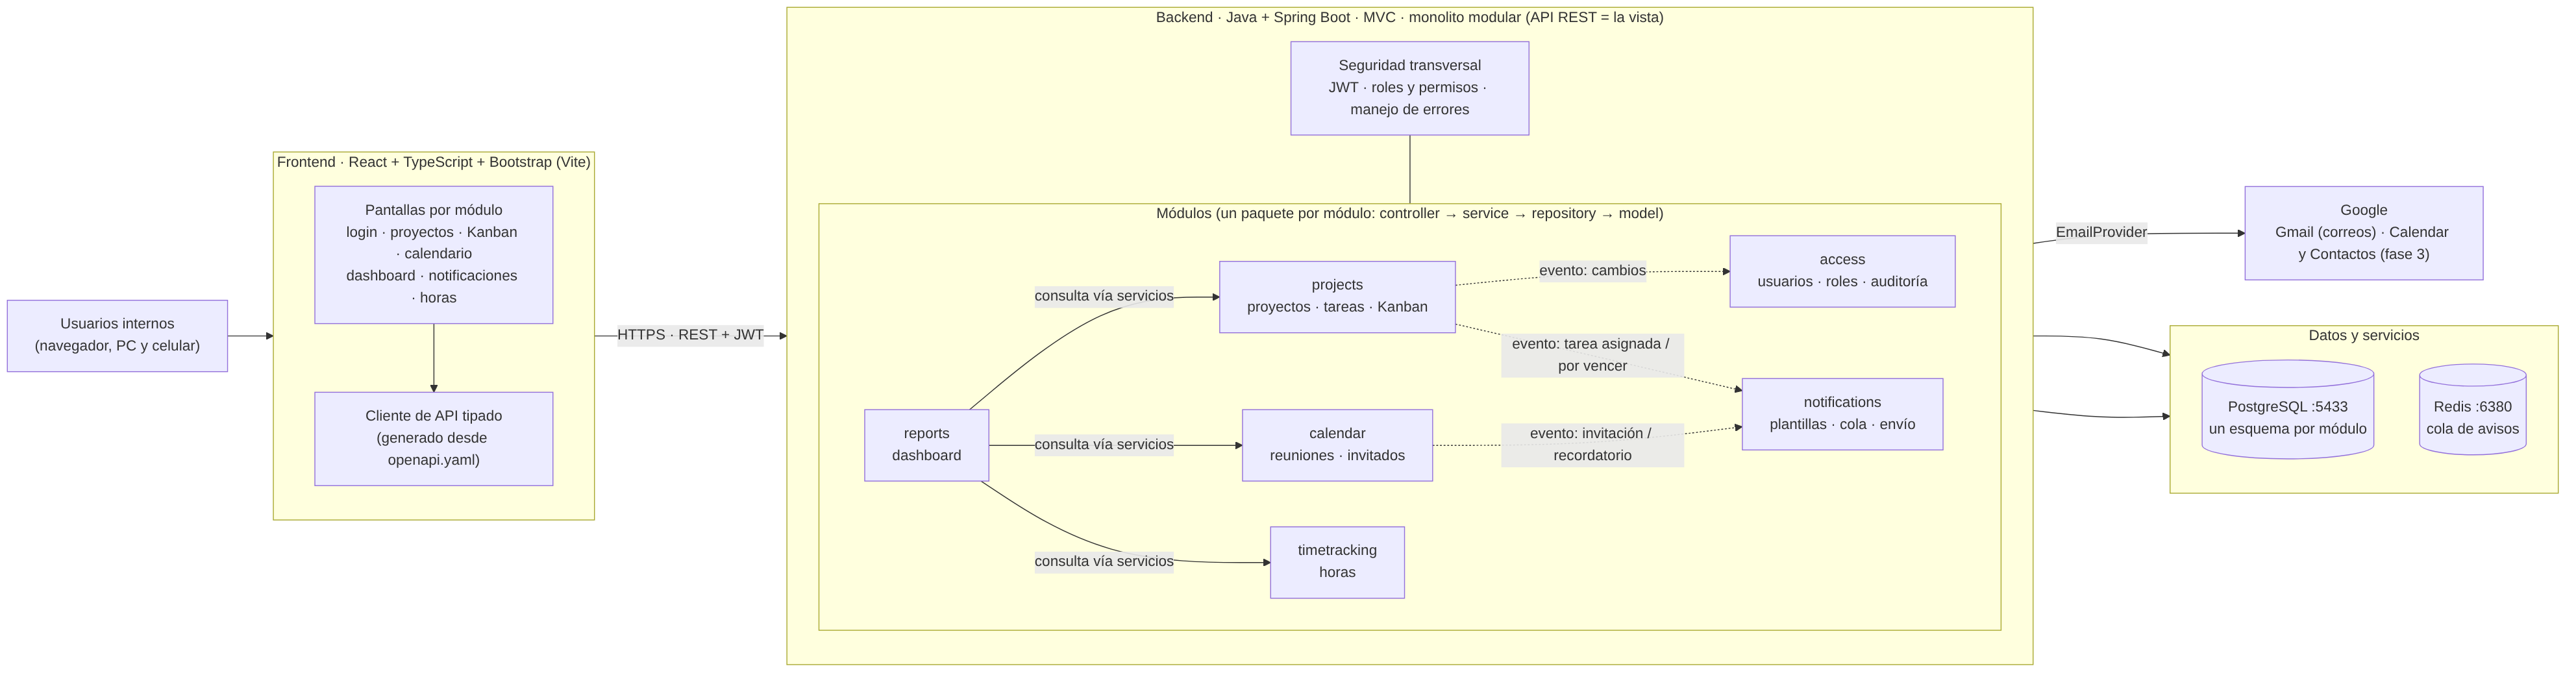 Usuarios internos
(navegador, PC y celular)
Frontend · React + TypeScript + Bootstrap (Vite)
Pantallas por módulo
login · proyectos · Kanban
· calendario
dashboard · notificaciones
· horas
Cliente de API tipado
(generado desde
openapi.yaml)
HTTPS · REST + JWT
Backend · Java + Spring Boot · MVC · monolito modular (API REST = la vista)
Seguridad transversal
JWT · roles y permisos ·
manejo de errores
Módulos (un paquete por módulo: controller → service → repository → model)
reports
dashboard
consulta vía servicios
consulta vía servicios
consulta vía servicios
projects
proyectos · tareas · Kanban
calendar
reuniones · invitados
timetracking
horas
evento: cambios
evento: tarea asignada /
por vencer
evento: invitación /
recordatorio
access
usuarios · roles · auditoría
notifications
plantillas · cola · envío
EmailProvider
Google
Gmail (correos) · Calendar
y Contactos (fase 3)
Datos y servicios
PostgreSQL :5433
un esquema por módulo
Redis :6380
cola de avisos